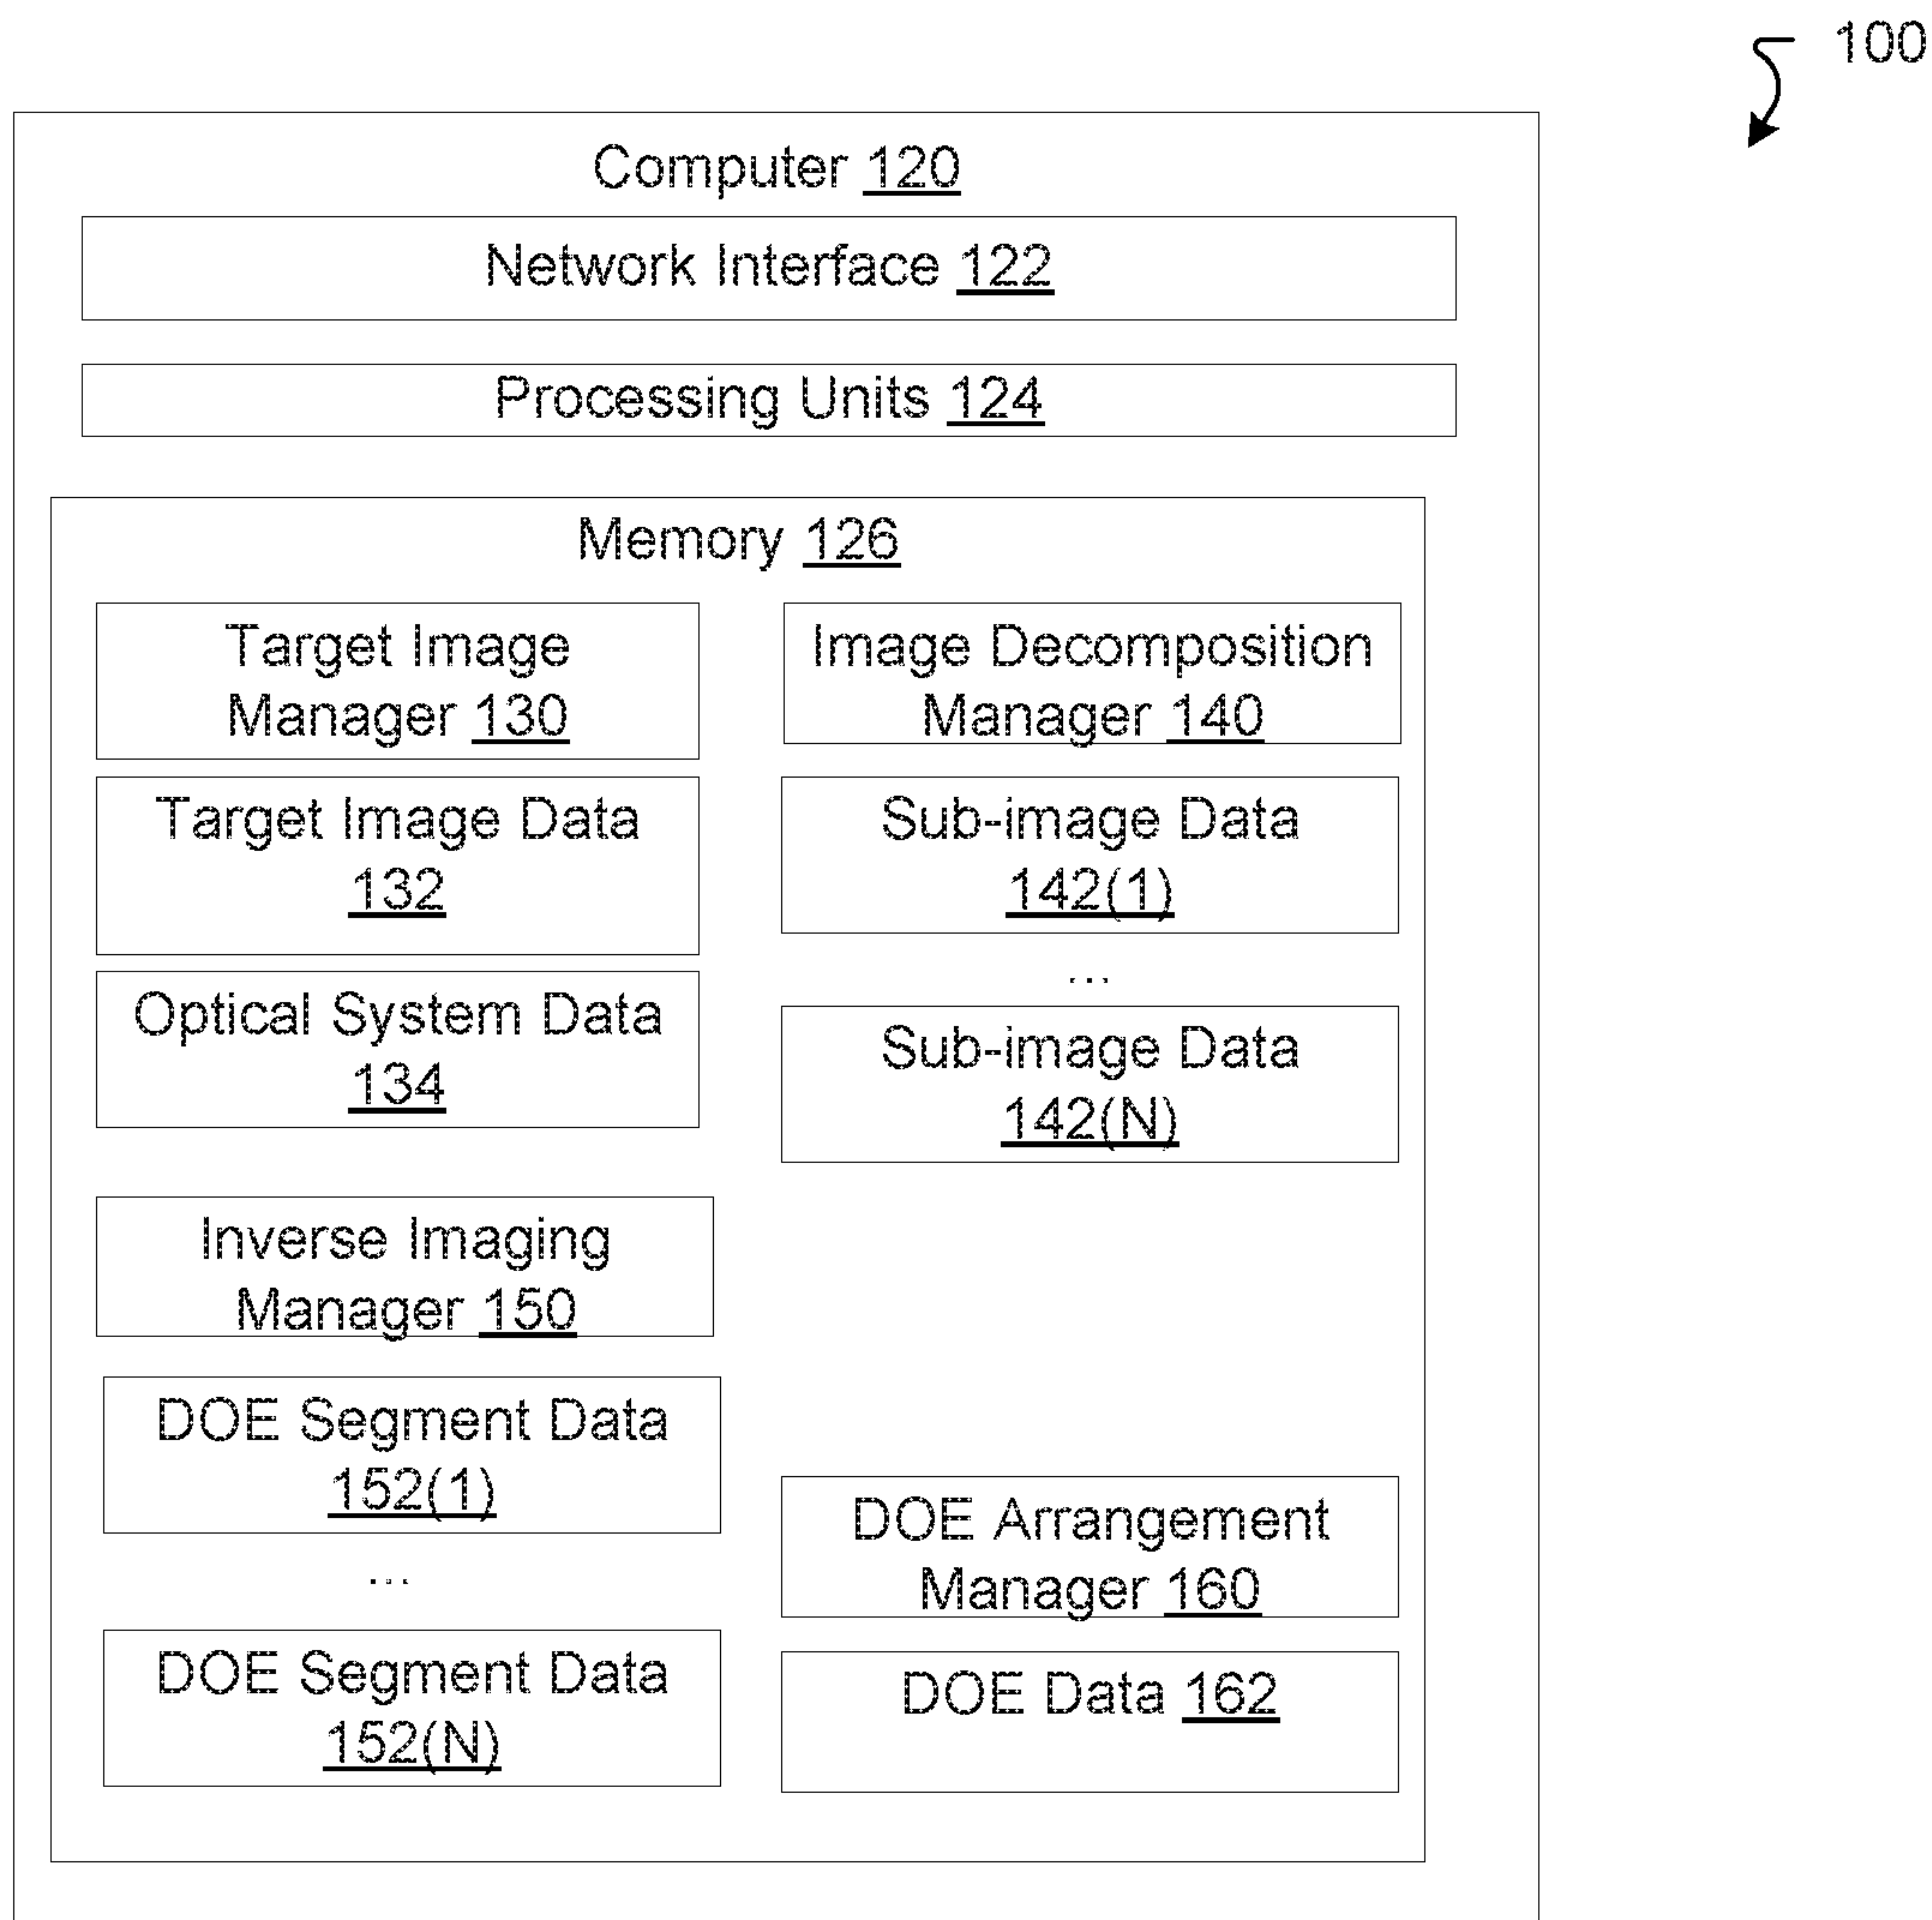 100
Computer 120
Network Interface 122
Processing Units 124
Memory 126
Target Image
Manager 130
Target Image Data
132
Optical System Data
134
Image Decomposition
Manager 140
Sub-image Data
142(1)
...
Sub-image Data
142(N)
Inverse Imaging
Manager 150
DOE Segment Data
152(1)
...
DOE Segment Data
152(N)
DOE Arrangement
Manager 160
DOE Data 162